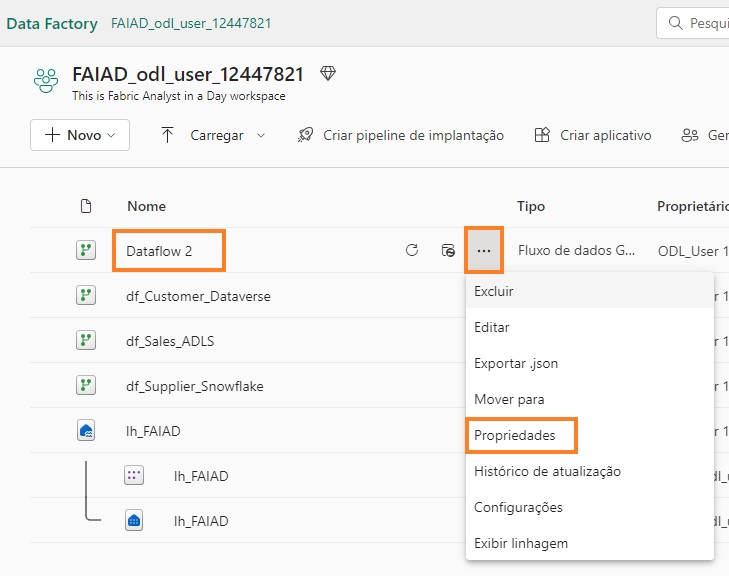 Data Factory FAIAD_odl_user_12447821 Pesqui
FAIAD_odl_user_12447821
This is Fabric Analyst in a Day workspace
Novo Carregar Criar pipeline de implantação Criar aplicativo Ger
Nome Tipo Proprietário
Dataflow 2 ... Fluxo de dados G... ODL_User 1
Excluir
df_Customer_Dataverse r 1
Editar
df_Sales_ADLS r 1
Exportar .json
df_Supplier_Snowflake r 1
Mover para
lh_FAIAD Propriedades r 1
Histórico de atualização
lh_FAIAD
Configurações
lh_FAIAD
Exibir linhagem